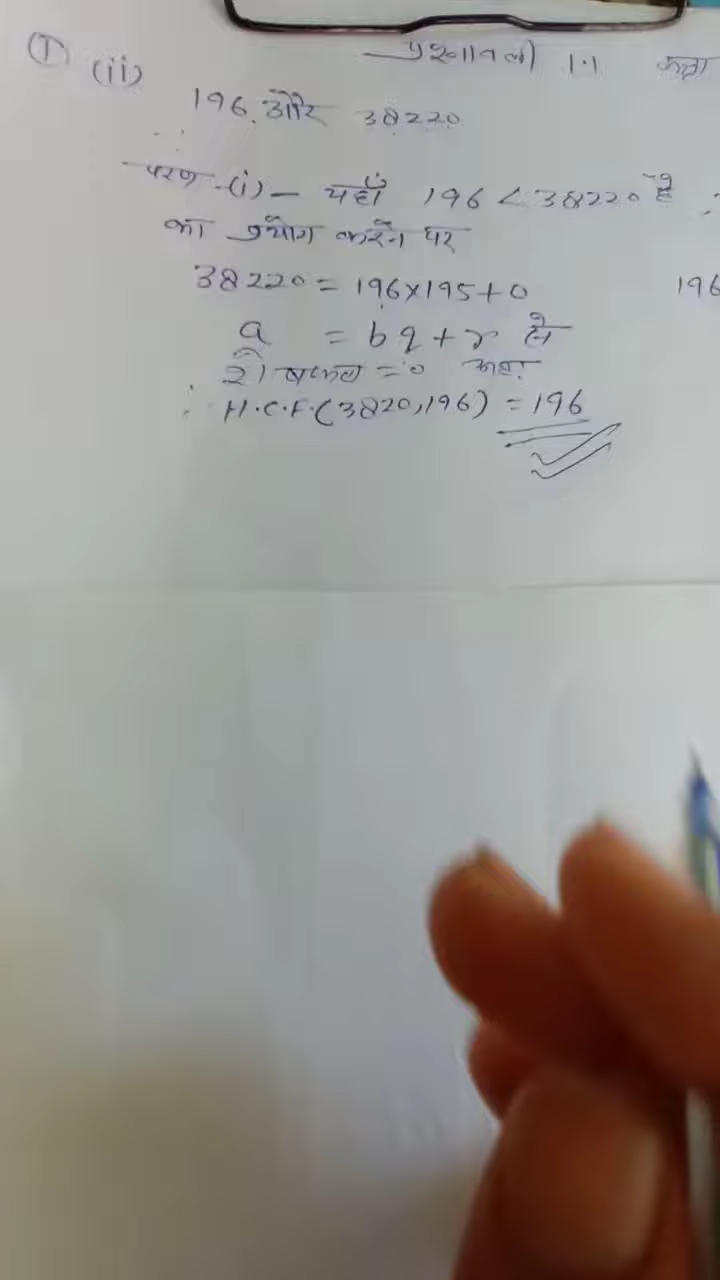 प्रश्नावली 1.1 कक्षा
① (ii)
196 और 38220
चरण -(i) - यहाँ 196 < 38220 है
का प्रयोग करने पर
38220 = 196×195+0 196
a = bq + r से
शेषफल = 0 अतः
∴ H.C.F.(3820,196) = 196